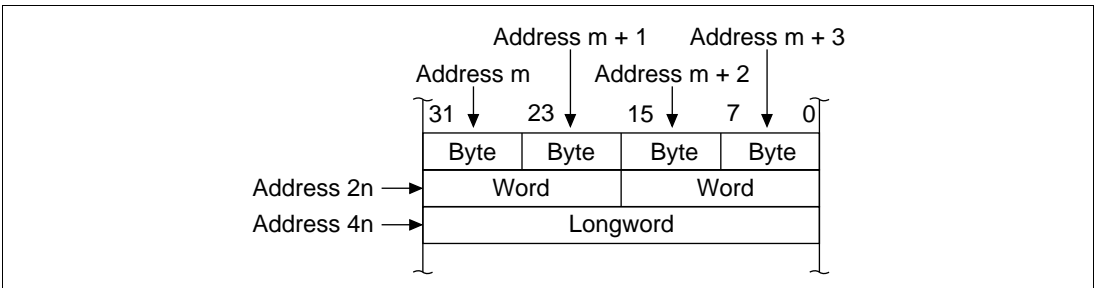 Address m + 1 Address m + 3
Address m Address m + 2
31 23 15 7 0
Byte Byte Byte Byte
Address 2n Word Word
Address 4n Longword